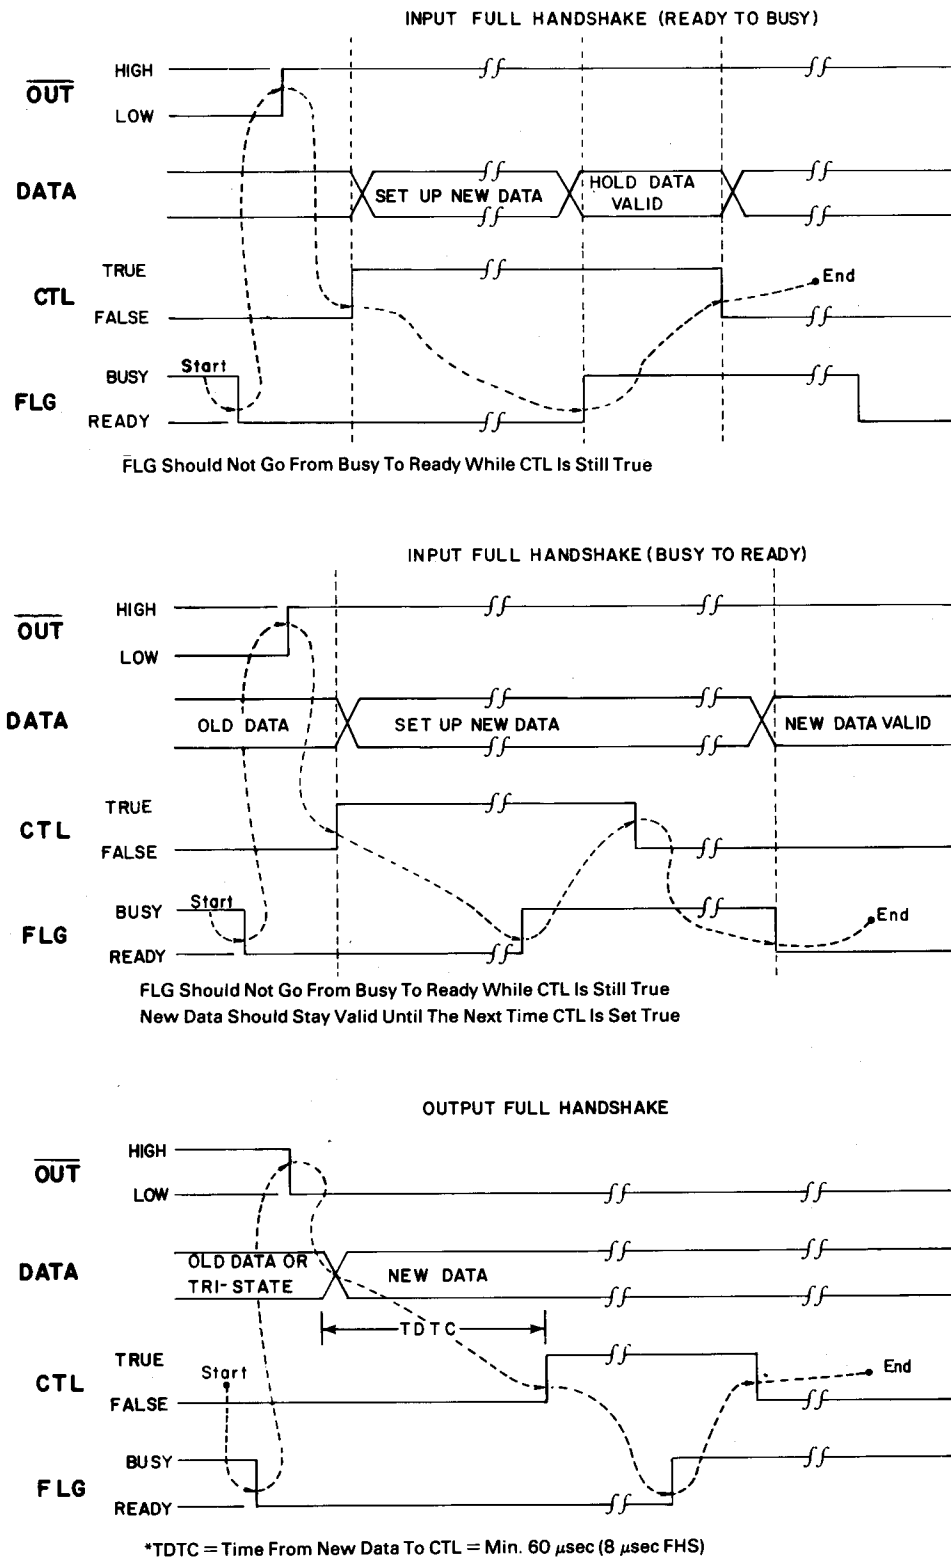 INPUT FULL HANDSHAKE (READY TO BUSY)
HIGH
OUT
LOW
DATA
SET UP NEW DATA
HOLD DATA
VALID
TRUE
CTL
End
FALSE
BUSY
Start
FLG
READY
FLG Should Not Go From Busy To Ready While CTL Is Still True
INPUT FULL HANDSHAKE (BUSY TO READY)
HIGH
OUT
LOW
DATA
OLD DATA
SET UP NEW DATA
NEW DATA VALID
TRUE
CTL
FALSE
BUSY
Start
End
FLG
READY
FLG Should Not Go From Busy To Ready While CTL Is Still True
New Data Should Stay Valid Until The Next Time CTL Is Set True
OUTPUT FULL HANDSHAKE
HIGH
OUT
LOW
DATA
OLD DATA OR
TRI-STATE
NEW DATA
TDTC
TRUE
Start
End
CTL
FALSE
BUSY
FLG
READY
*TDTC = Time From New Data To CTL = Min. 60 μsec (8 μsec FHS)